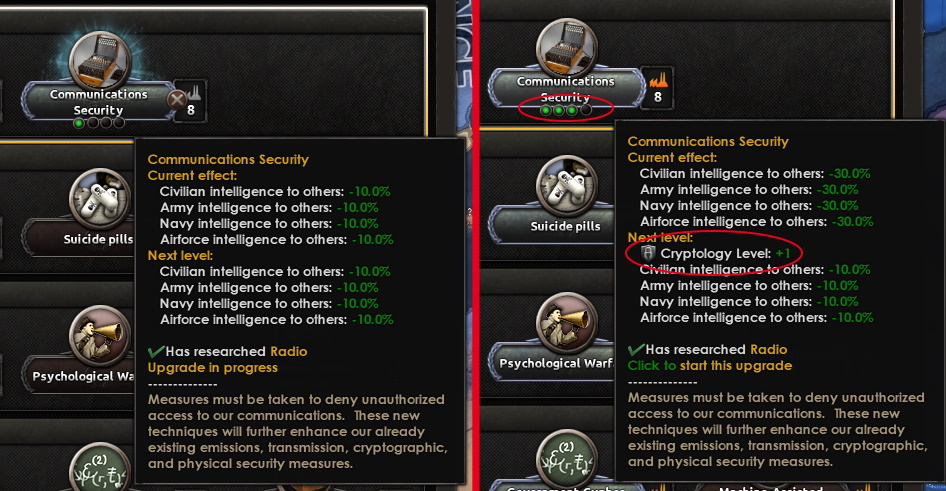 Communications
Security
8
Communications Security
Current effect:
Civilian intelligence to others: -10.0%
Army intelligence to others: -10.0%
Navy intelligence to others: -10.0%
Airforce intelligence to others: -10.0%
Next level:
Civilian intelligence to others: -10.0%
Army intelligence to others: -10.0%
Navy intelligence to others: -10.0%
Airforce intelligence to others: -10.0%
Has researched Radio
Upgrade in progress
--------------
Measures must be taken to deny unauthorized
access to our communications.  These new
techniques will further enhance our already
existing emissions, transmission, cryptographic,
and physical security measures.
Suicide pills
Psychological Wa
(2)
Communications
Security
8
Communications Security
Current effect:
Civilian intelligence to others: -30.0%
Army intelligence to others: -30.0%
Navy intelligence to others: -30.0%
Airforce intelligence to others: -30.0%
Next level:
Cryptology Level: +1
Civilian intelligence to others: -10.0%
Army intelligence to others: -10.0%
Navy intelligence to others: -10.0%
Airforce intelligence to others: -10.0%
Has researched Radio
Click to start this upgrade
--------------
Measures must be taken to deny unauthorized
access to our communications.  These new
techniques will further enhance our already
existing emissions, transmission, cryptographic,
and physical security measures.
Suicide pills
Psychological Warf
(2)